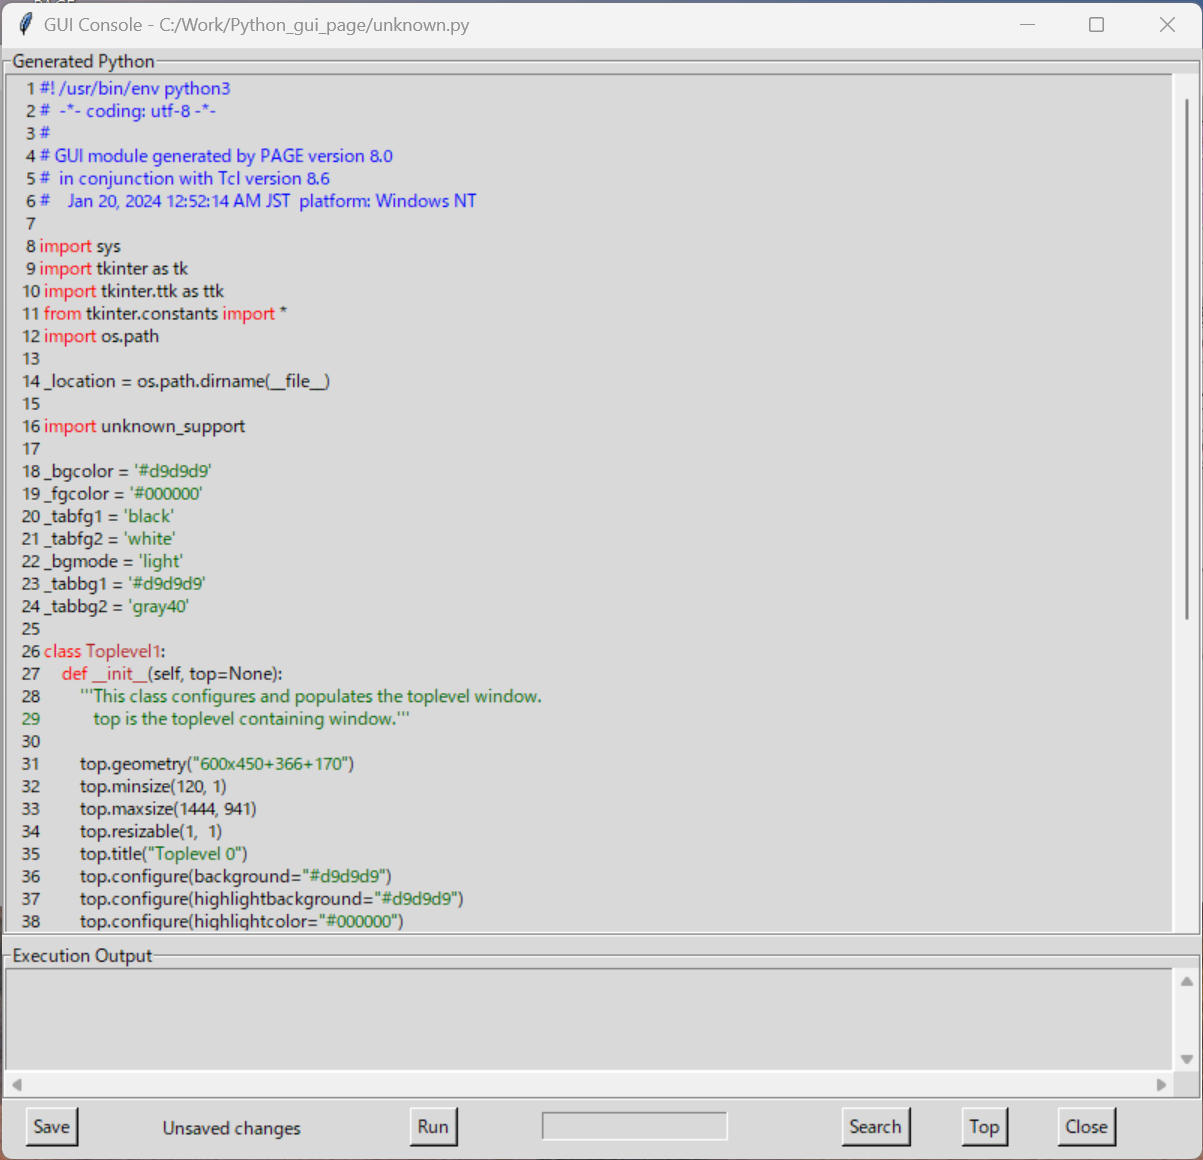 GUI Console - C:/Work/Python_gui_page/unknown.py
Generated Python
1 #! /usr/bin/env python3
2 #  -*- coding: utf-8 -*-
3 #
4 # GUI module generated by PAGE version 8.0
5 #  in conjunction with Tcl version 8.6
6 #    Jan 20, 2024 12:52:14 AM JST  platform: Windows NT
7
8 import sys
9 import tkinter as tk
10 import tkinter.ttk as ttk
11 from tkinter.constants import *
12 import os.path
13
14 _location = os.path.dirname(__file__)
15
16 import unknown_support
17
18 _bgcolor = '#d9d9d9'
19 _fgcolor = '#000000'
20 _tabfg1 = 'black'
21 _tabfg2 = 'white'
22 _bgmode = 'light'
23 _tabbg1 = '#d9d9d9'
24 _tabbg2 = 'gray40'
25
26 class Toplevel1:
27     def __init__(self, top=None):
28         '''This class configures and populates the toplevel window.
29            top is the toplevel containing window.'''
30
31         top.geometry("600x450+366+170")
32         top.minsize(120, 1)
33         top.maxsize(1444, 941)
34         top.resizable(1,  1)
35         top.title("Toplevel 0")
36         top.configure(background="#d9d9d9")
37         top.configure(highlightbackground="#d9d9d9")
38         top.configure(highlightcolor="#000000")
Execution Output
Save Unsaved changes Run Search Top Close